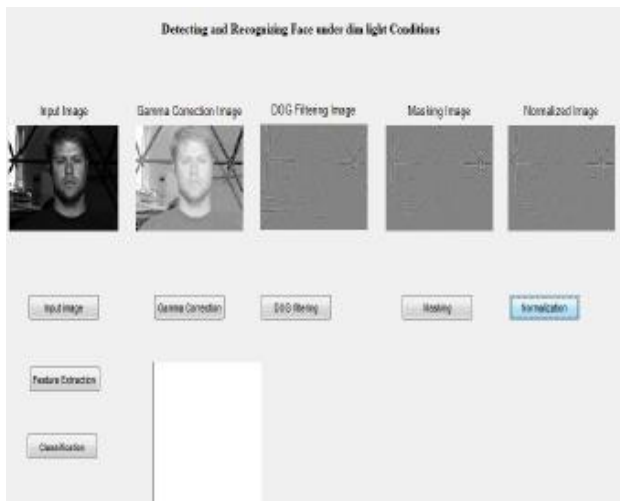 Detecting and Recognizing Face under dim light Conditions
Input Image
Gamma Correction Image
DOG Filtering Image
Masking Image
Normalized Image
Input Image
Gamma Correction
DOG filtering
Masking
Normalization
Feature Extraction
Classification